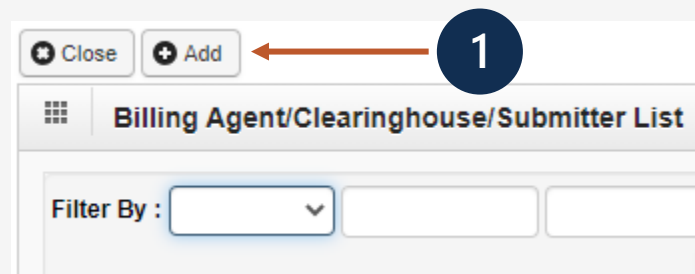 Close Add 1
Billing Agent/Clearinghouse/Submitter List
Filter By :